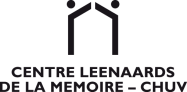 CENTRE LEENAARDS
DE LA MEMOIRE – CHUV